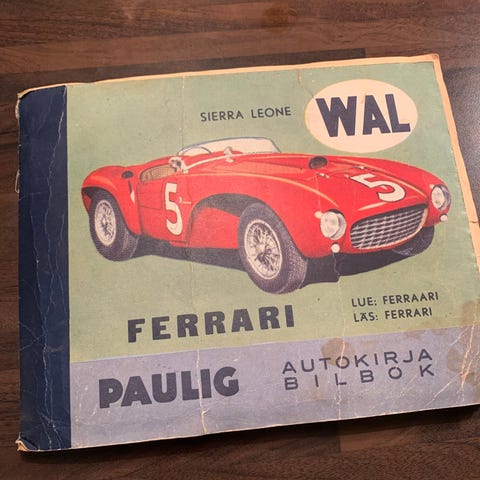 SIERRA LEONE
WAL
5
5
FERRARI
LUE: FERRAARI
LÄS: FERRARI
PAULIG
AUTOKIRJA
BILBOK